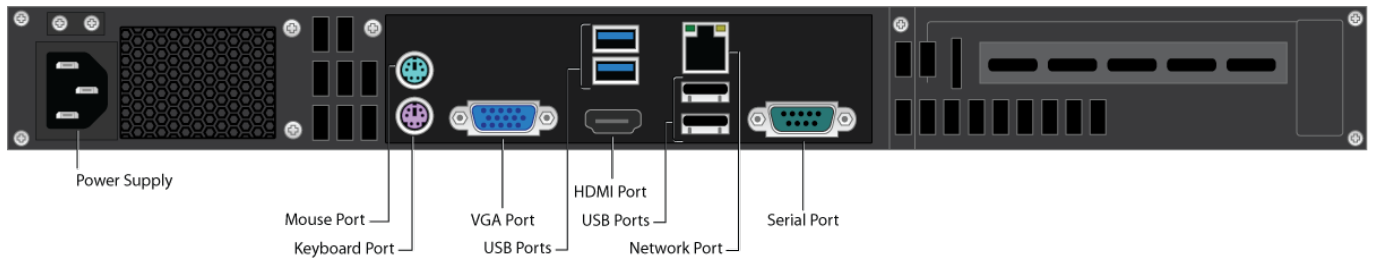 Power Supply
Mouse Port
Keyboard Port
VGA Port
USB Ports
HDMI Port
USB Ports
Network Port
Serial Port